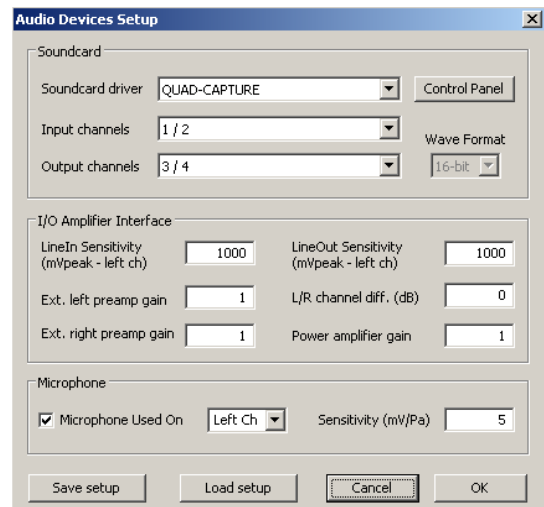 Audio Devices Setup
Soundcard
Soundcard driver QUAD-CAPTURE Control Panel
Input channels 1 / 2
Wave Format
Output channels 3 / 4 16-bit
I/O Amplifier Interface
LineIn Sensitivity 1000 LineOut Sensitivity 1000
(mVpeak - left ch) (mVpeak - left ch)
Ext. left preamp gain 1 L/R channel diff. (dB) 0
Ext. right preamp gain 1 Power amplifier gain 1
Microphone
Microphone Used On Left Ch Sensitivity (mV/Pa) 5
Save setup Load setup Cancel OK